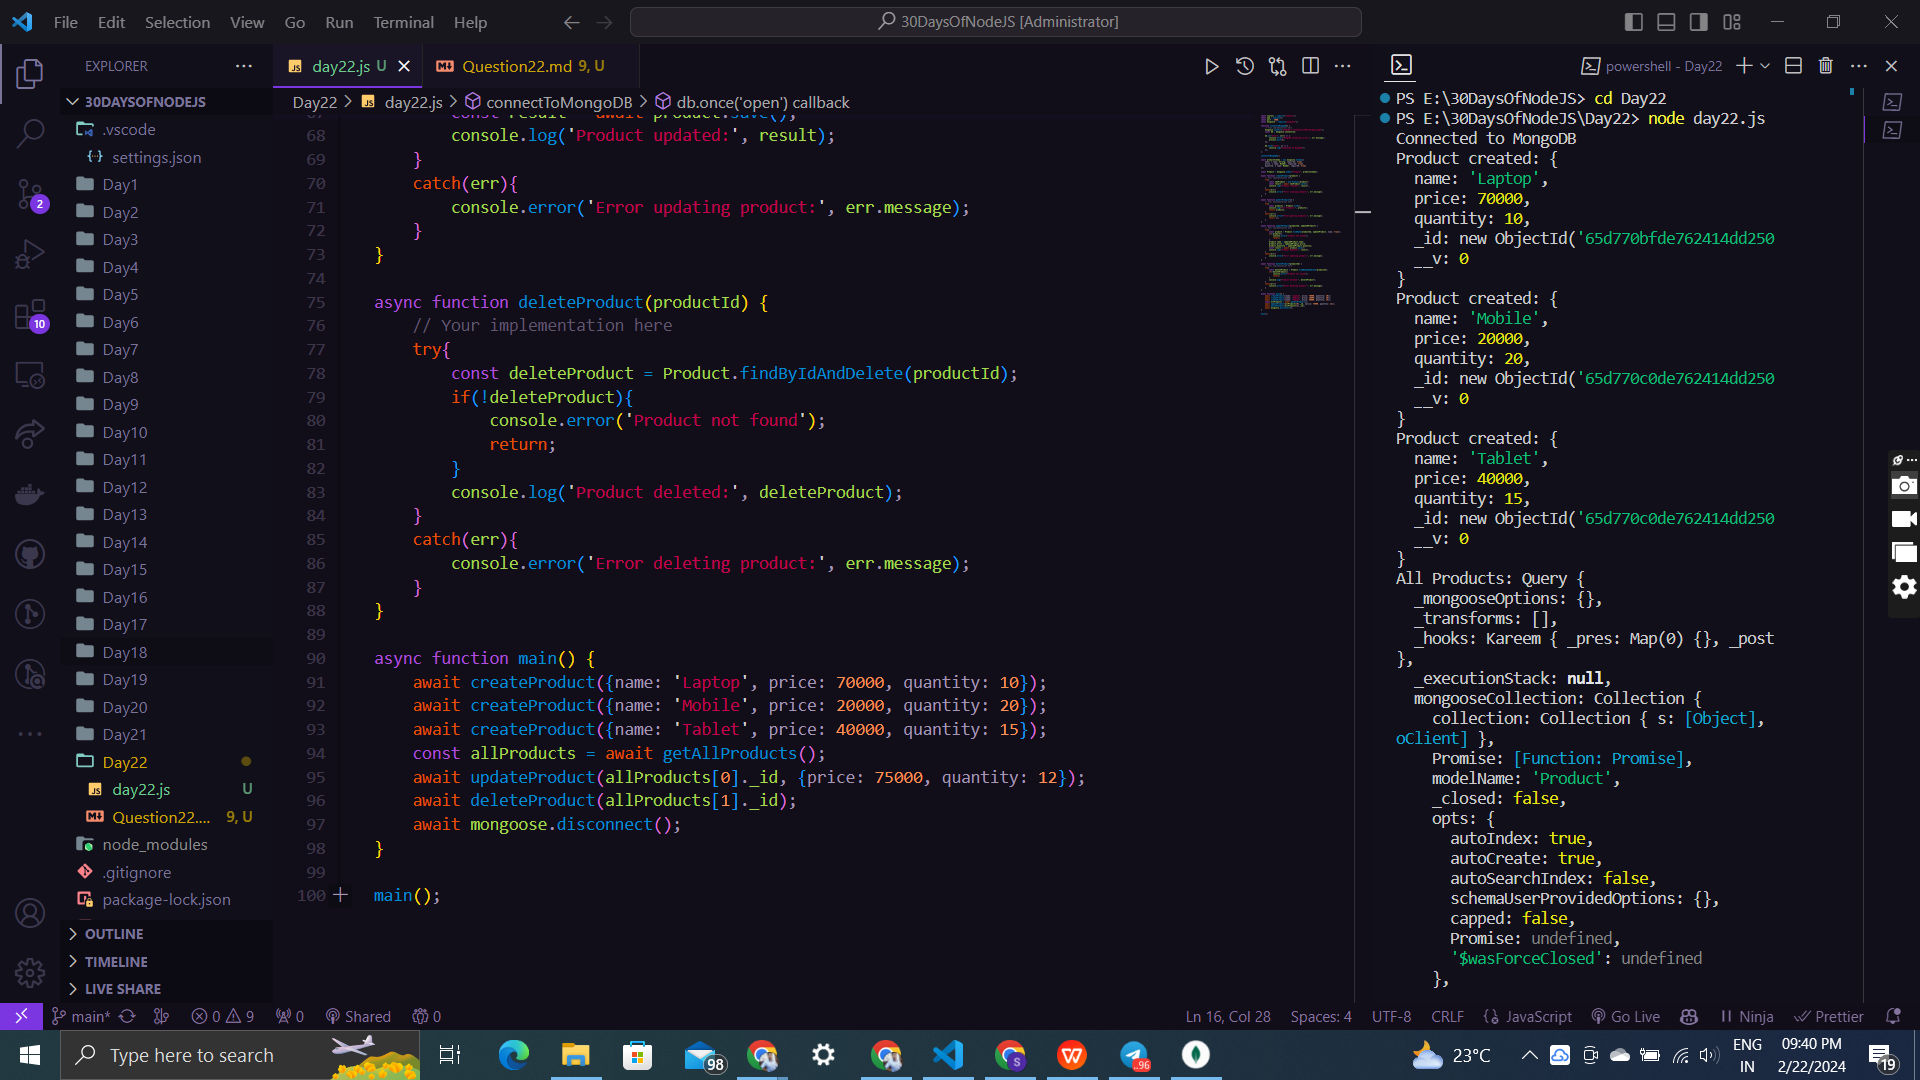 File Edit Selection View Go Run Terminal Help
30DaysOfNodeJS [Administrator]
EXPLORER
30DAYSOFNODEJS
.vscode
settings.json
Day1
Day2
Day3
Day4
Day5
Day6
Day7
Day8
Day9
Day10
Day11
Day12
Day13
Day14
Day15
Day16
Day17
Day18
Day19
Day20
Day21
Day22
day22.js U
Question22.... 9, U
node_modules
.gitignore
package-lock.json
OUTLINE
TIMELINE
LIVE SHARE
2
10
day22.js U
Question22.md 9, U
Day22 > day22.js > connectToMongoDB > db.once('open') callback
68 console.log('Product updated:', result);
69 }
70 catch(err){
71 console.error('Error updating product:', err.message);
72 }
73 }
74
75 async function deleteProduct(productId) {
76 // Your implementation here
77 try{
78 const deleteProduct = Product.findByIdAndDelete(productId);
79 if(!deleteProduct){
80 console.error('Product not found');
81 return;
82 }
83 console.log('Product deleted:', deleteProduct);
84 }
85 catch(err){
86 console.error('Error deleting product:', err.message);
87 }
88 }
89
90 async function main() {
91 await createProduct({name: 'Laptop', price: 70000, quantity: 10});
92 await createProduct({name: 'Mobile', price: 20000, quantity: 20});
93 await createProduct({name: 'Tablet', price: 40000, quantity: 15});
94 const allProducts = await getAllProducts();
95 await updateProduct(allProducts[0]._id, {price: 75000, quantity: 12});
96 await deleteProduct(allProducts[1]._id);
97 await mongoose.disconnect();
98 }
99
100 main();
powershell - Day22
PS E:\30DaysOfNodeJS> cd Day22
PS E:\30DaysOfNodeJS\Day22> node day22.js
Connected to MongoDB
Product created: {
name: 'Laptop',
price: 70000,
quantity: 10,
_id: new ObjectId('65d770bfde762414dd250
__v: 0
}
Product created: {
name: 'Mobile',
price: 20000,
quantity: 20,
_id: new ObjectId('65d770c0de762414dd250
__v: 0
}
Product created: {
name: 'Tablet',
price: 40000,
quantity: 15,
_id: new ObjectId('65d770c0de762414dd250
__v: 0
}
All Products: Query {
_mongooseOptions: {},
_transforms: [],
_hooks: Kareem { _pres: Map(0) {}, _post
},
_executionStack: null,
mongooseCollection: Collection {
collection: Collection { s: [Object],
oClient] },
Promise: [Function: Promise],
modelName: 'Product',
_closed: false,
opts: {
autoIndex: true,
autoCreate: true,
autoSearchIndex: false,
schemaUserProvidedOptions: {},
capped: false,
Promise: undefined,
'$wasForceClosed': undefined
},
main* 0 9 0 Shared 0
Ln 16, Col 28 Spaces: 4 UTF-8 CRLF {} JavaScript Go Live Ninja Prettier
Type here to search
98
..96
23°C
ENG
IN
09:40 PM
2/22/2024
19